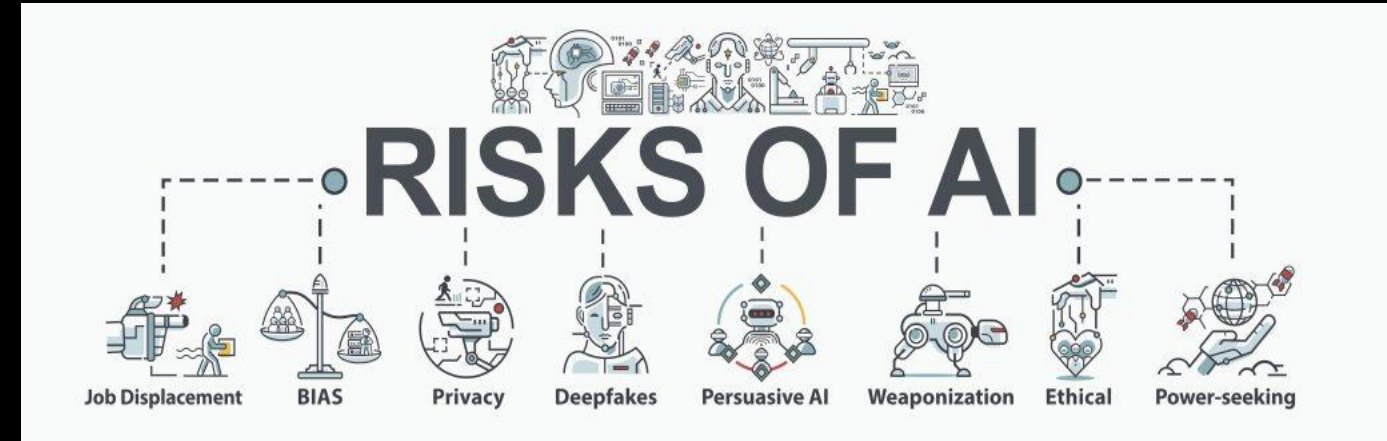 RISKS OF AI
Job Displacement
BIAS
Privacy
Deepfakes
Persuasive AI
Weaponization
Ethical
Power-seeking